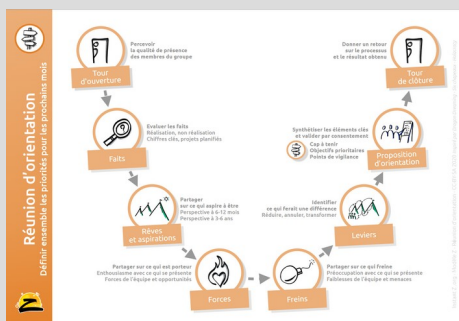 Réunion d'orientation
Définir ensemble les priorités pour les prochains mois
Tour
d'ouverture
Percevoir
la qualité de présence
des membres du groupe
Faits
Evaluer les faits
Réalisation, non réalisation
Chiffres clés, projets planifiés
Rêves
et aspirations
Partager
sur ce qui aspire à être
Perspective à 6-12 mois
Perspective à 3-6 ans
Forces
Partager sur ce qui est porteur
Enthousiasme avec ce qui se présente
Forces de l'équipe et opportunités
Freins
Partager sur ce qui freine
Préoccupation avec ce qui se présente
Faiblesses de l'équipe et menaces
Leviers
Identifier
ce qui ferait une différence
Réduire, annuler, transformer
Proposition
d'orientation
Synthétiser les éléments clés
et valider par consentement
Cap à tenir
Objectifs prioritaires
Points de vigilance
Tour
de clôture
Donner un retour
sur le processus
et le résultat obtenu